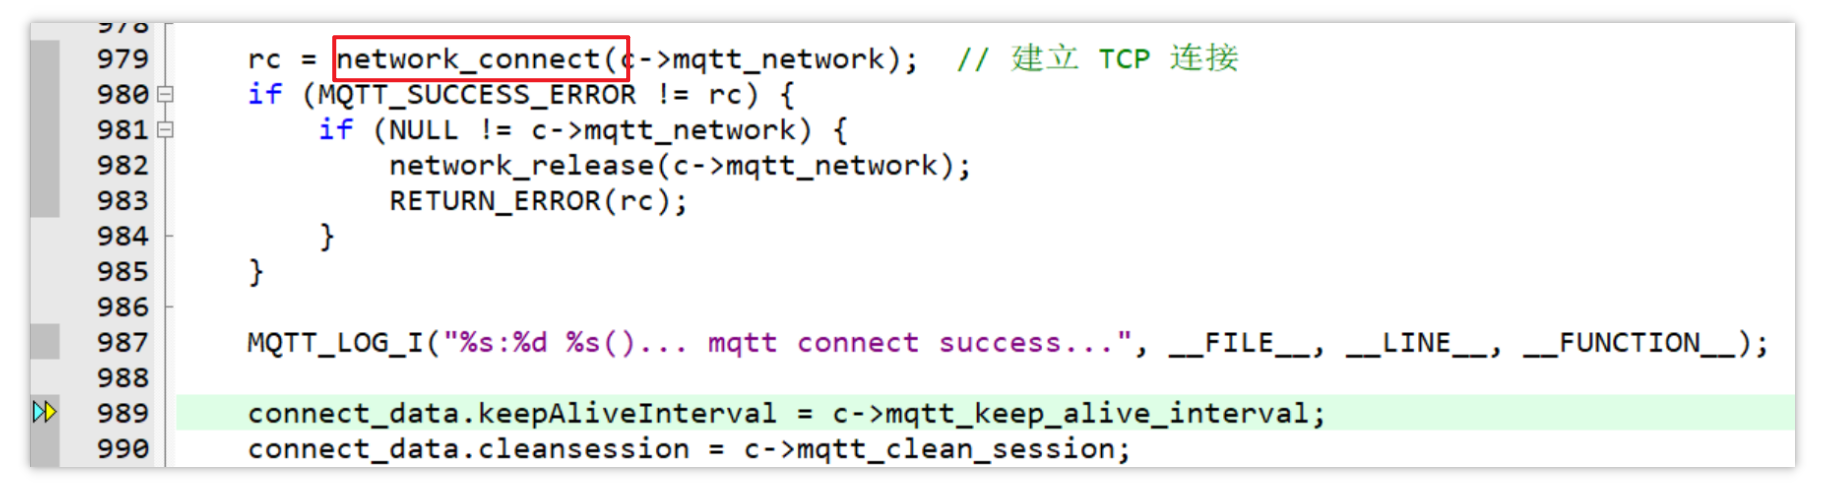 978
979 rc = network_connect(c->mqtt_network); // 建立 TCP 连接
980 if (MQTT_SUCCESS_ERROR != rc) {
981 if (NULL != c->mqtt_network) {
982 network_release(c->mqtt_network);
983 RETURN_ERROR(rc);
984 }
985 }
986
987 MQTT_LOG_I("%s:%d %s()... mqtt connect success...", __FILE__, __LINE__, __FUNCTION__);
988
989 connect_data.keepAliveInterval = c->mqtt_keep_alive_interval;
990 connect_data.cleansession = c->mqtt_clean_session;